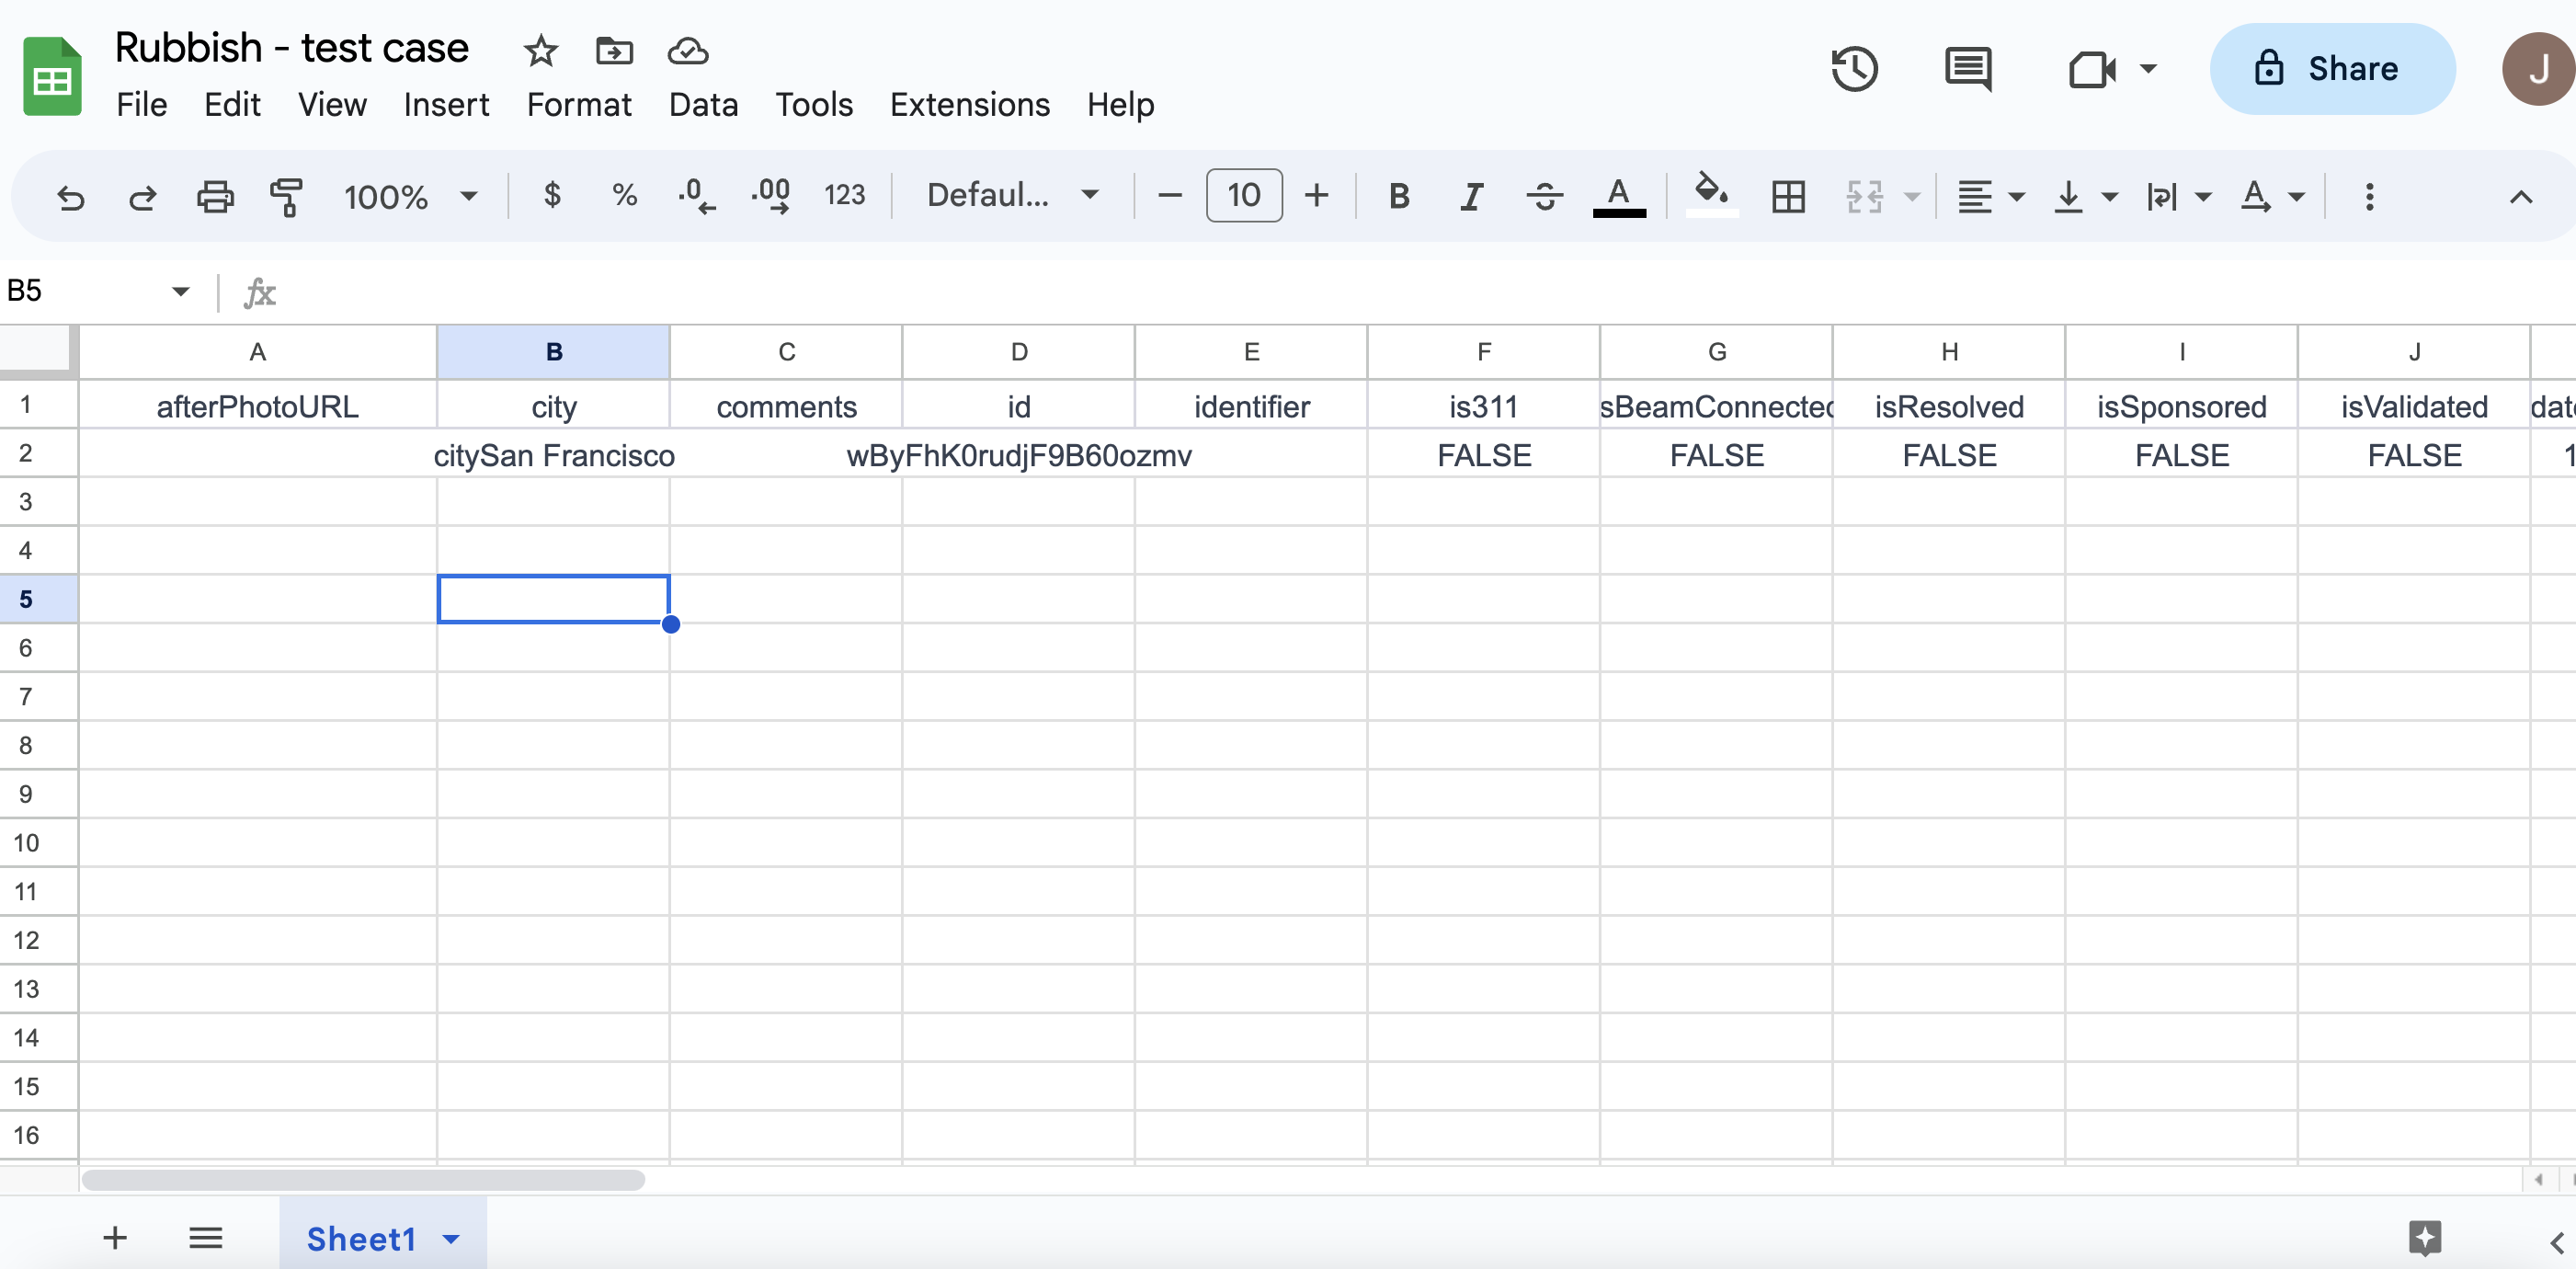 Rubbish - test case
File Edit View Insert Format Data Tools Extensions Help
Share
J
100% $ % .0 .00 123 Defaul... 10 B I A A
B5 fx
A B C D E F G H I J
1 afterPhotoURL city comments id identifier is311 sBeamConnected isResolved isSponsored isValidated
2 citySan Francisco wByFhK0rudjF9B60ozmv FALSE FALSE FALSE FALSE FALSE 1
3
4
5
6
7
8
9
10
11
12
13
14
15
16
Sheet1